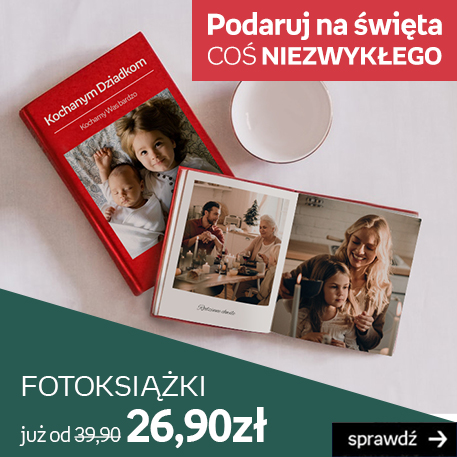 Podaruj na święta
COŚ NIEZWYKŁEGO
Kochanym Dziadkom
Kochamy Was bardzo
FOTOKSIĄŻKI
już od 39,90 26,90zł
sprawdź